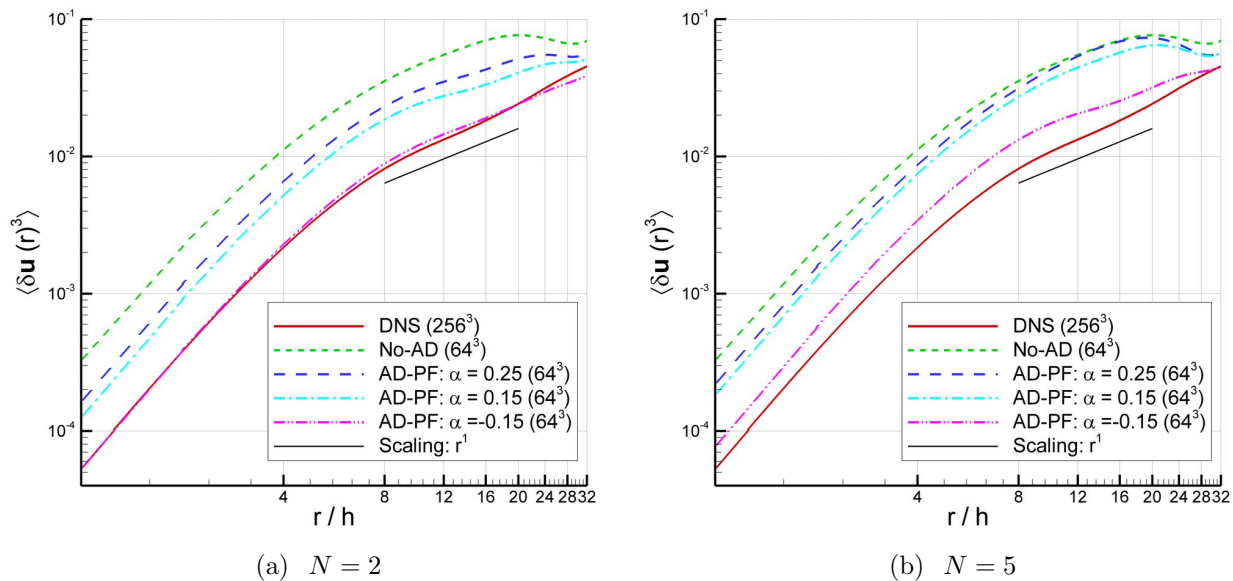 10⁻¹
10⁻²
10⁻³
10⁻⁴
⟨δu (r)³⟩
DNS (256³)
No-AD (64³)
AD-PF: α = 0.25 (64³)
AD-PF: α = 0.15 (64³)
AD-PF: α =-0.15 (64³)
Scaling: r¹
4 8 12 16 20 24 28 32
r / h
(a) N = 2
10⁻¹
10⁻²
10⁻³
10⁻⁴
⟨δu (r)³⟩
DNS (256³)
No-AD (64³)
AD-PF: α = 0.25 (64³)
AD-PF: α = 0.15 (64³)
AD-PF: α =-0.15 (64³)
Scaling: r¹
4 8 12 16 20 24 28 32
r / h
(b) N = 5